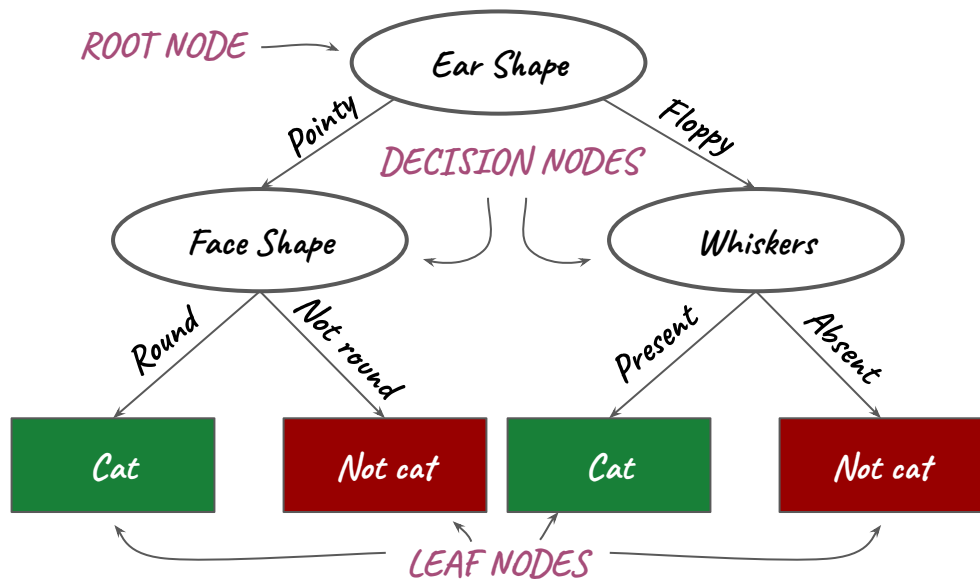 ROOT NODE
Ear Shape
Pointy
Floppy
DECISION NODES
Face Shape
Whiskers
Round
Not round
Present
Absent
Cat
Not cat
Cat
Not cat
LEAF NODES